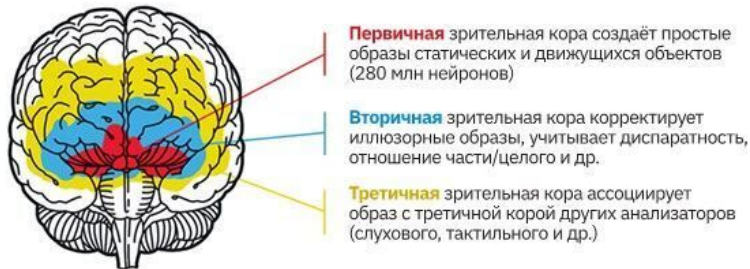 Первичная зрительная кора создаёт простые
образы статических и движущихся объектов
(280 млн нейронов)
Вторичная зрительная кора корректирует
иллюзорные образы, учитывает диспаратность,
отношение части/целого и др.
Третичная зрительная кора ассоциирует
образ с третичной корой других анализаторов
(слухового, тактильного и др.)